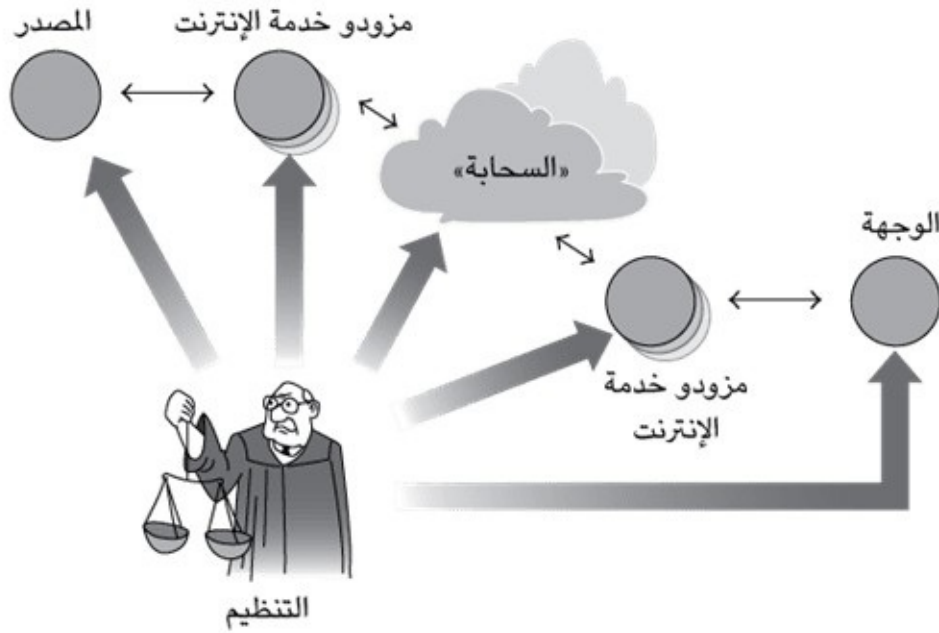 المصدر
مزودو خدمة الإنترنت
«السحابة»
الوجهة
مزودو خدمة
الإنترنت
التنظيم